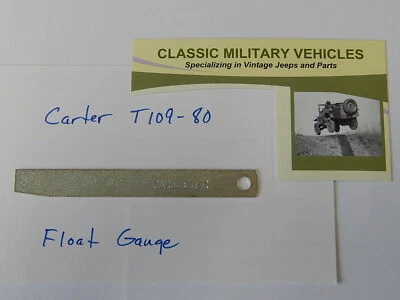 CLASSIC MILITARY VEHICLES
Specializing in Vintage Jeeps and Parts
Carter T109-80
Float Gauge